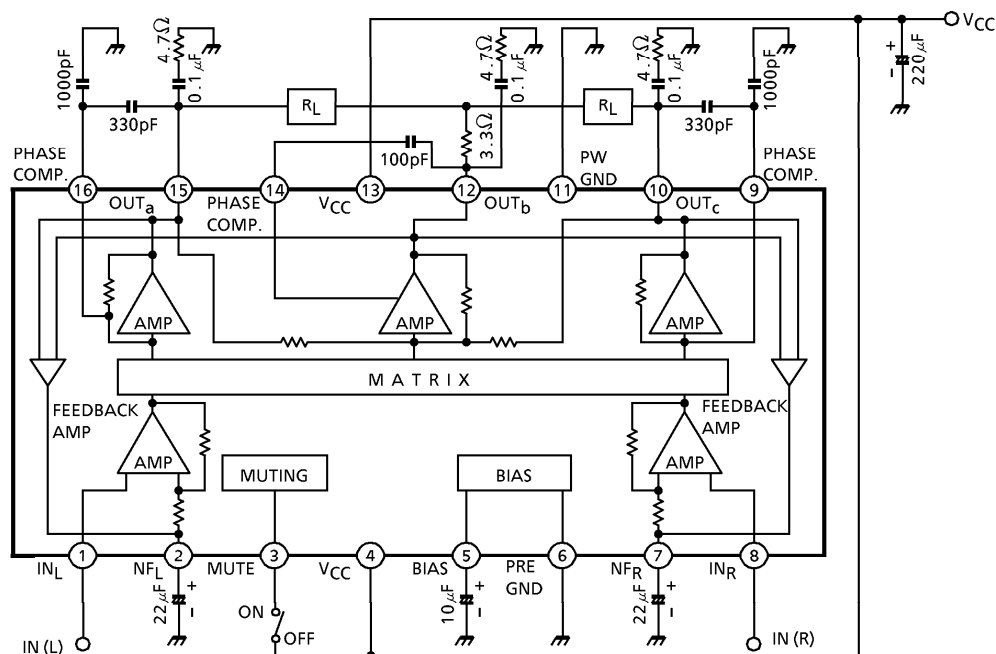 VCC
1000pF
4.7Ω
0.1μF
4.7Ω
0.1μF
4.7Ω
0.1μF
1000pF
+
-
220μF
330pF
RL
RL
330pF
3.3Ω
100pF
PHASE
COMP.
PW
GND
PHASE
COMP.
16
15
14
13
12
11
10
9
OUTa
PHASE
COMP.
VCC
OUTb
OUTc
AMP
AMP
AMP
MATRIX
FEEDBACK
AMP
FEEDBACK
AMP
AMP
MUTING
BIAS
AMP
1
2
3
4
5
6
7
8
INL
NFL
MUTE
VCC
BIAS
PRE
GND
NFR
INR
22μF
+
-
10μF
+
-
22μF
+
-
ON
OFF
IN (L)
IN (R)